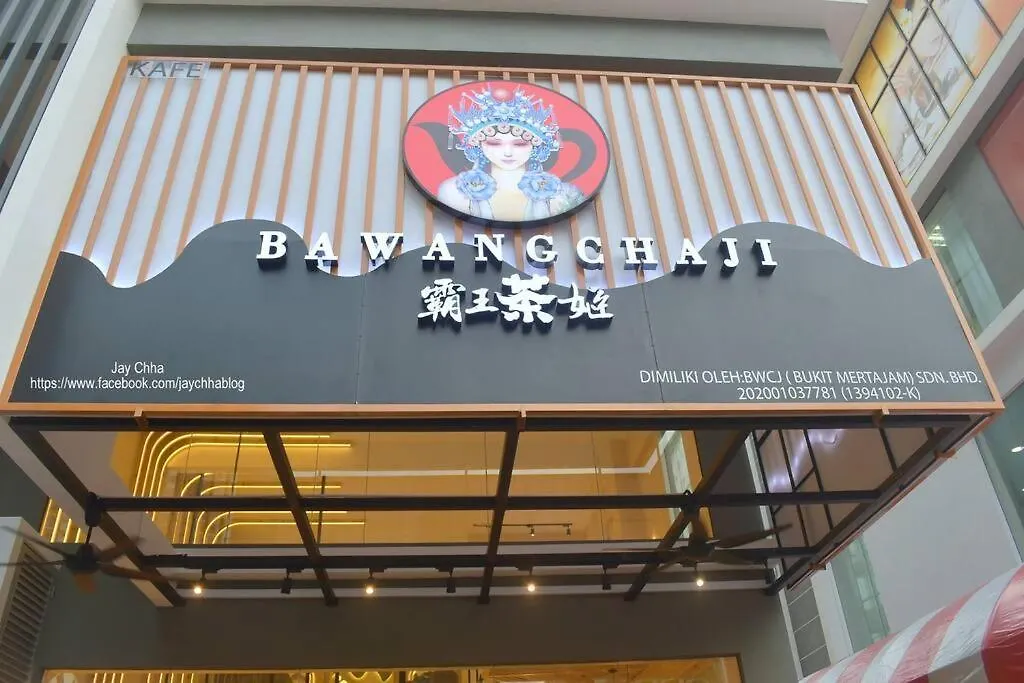 KAFE
BAWANGCHAJI
霸王茶姬
Jay Chha
https://www.facebook.com/jaychhablog
DIMILIKI OLEH:BWCJ ( BUKIT MERTAJAM) SDN. BHD.
202001037781 (1394102-K)